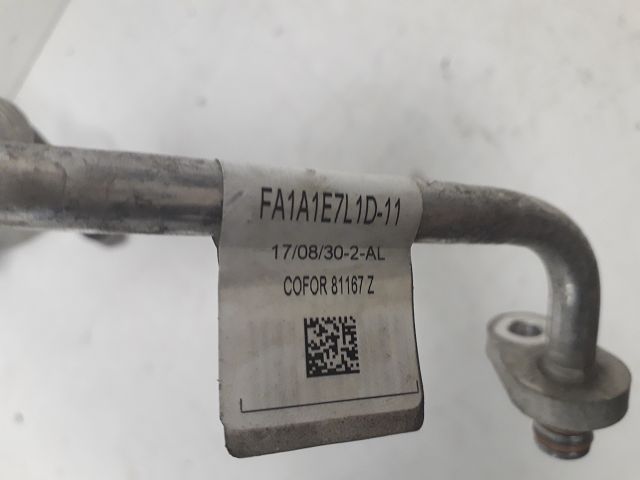 FA1A1E7L1D-11
17/08/30-2-AL
COFOR 81167 Z